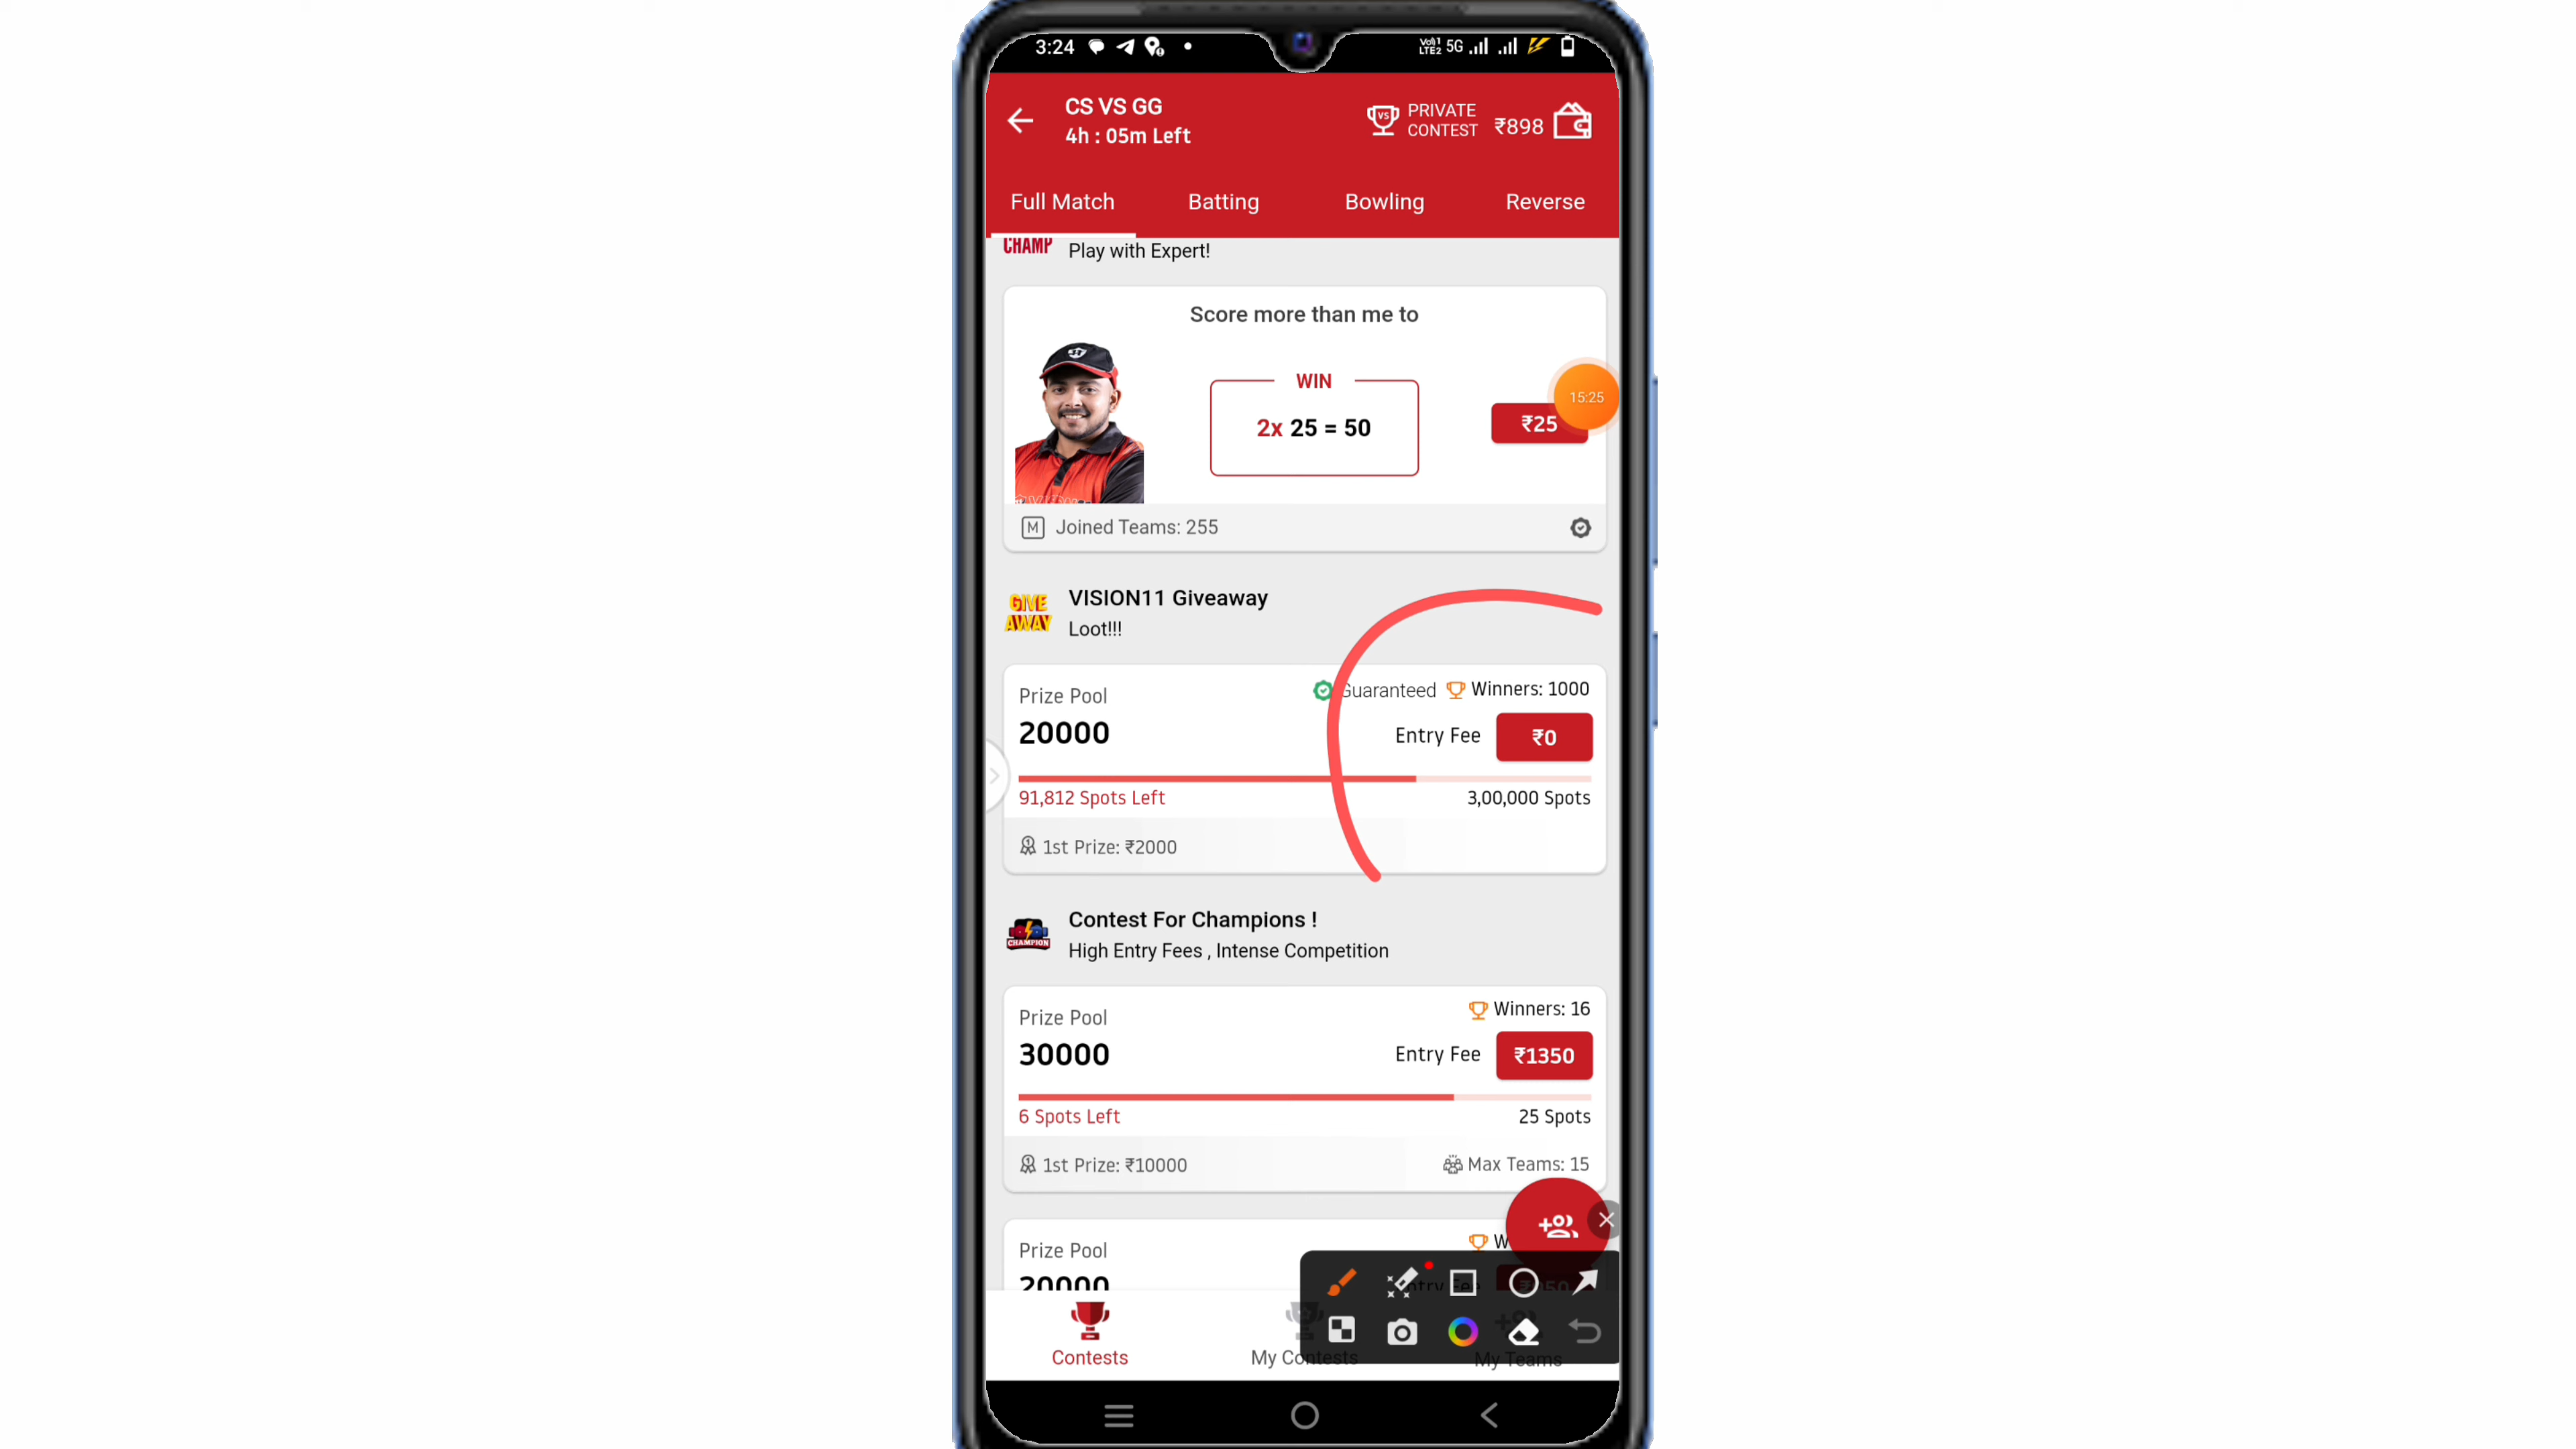 3:24
VoI1 LTE2 5G
CS VS GG
4h : 05m Left
PRIVATE CONTEST
₹898
Full Match
Batting
Bowling
Reverse
CHAMP
Play with Expert!
Score more than me to
WIN
2x 25 = 50
₹25
15:25
M Joined Teams: 255
GIVE AWAY
VISION11 Giveaway
Loot!!!
Prize Pool
Guaranteed
Winners: 1000
20000
Entry Fee
₹0
91,812 Spots Left
3,00,000 Spots
1st Prize: ₹2000
CHAMPION
Contest For Champions !
High Entry Fees , Intense Competition
Prize Pool
Winners: 16
30000
Entry Fee
₹1350
6 Spots Left
25 Spots
1st Prize: ₹10000
Max Teams: 15
Prize Pool
20000
Contests
My Contests
My Teams